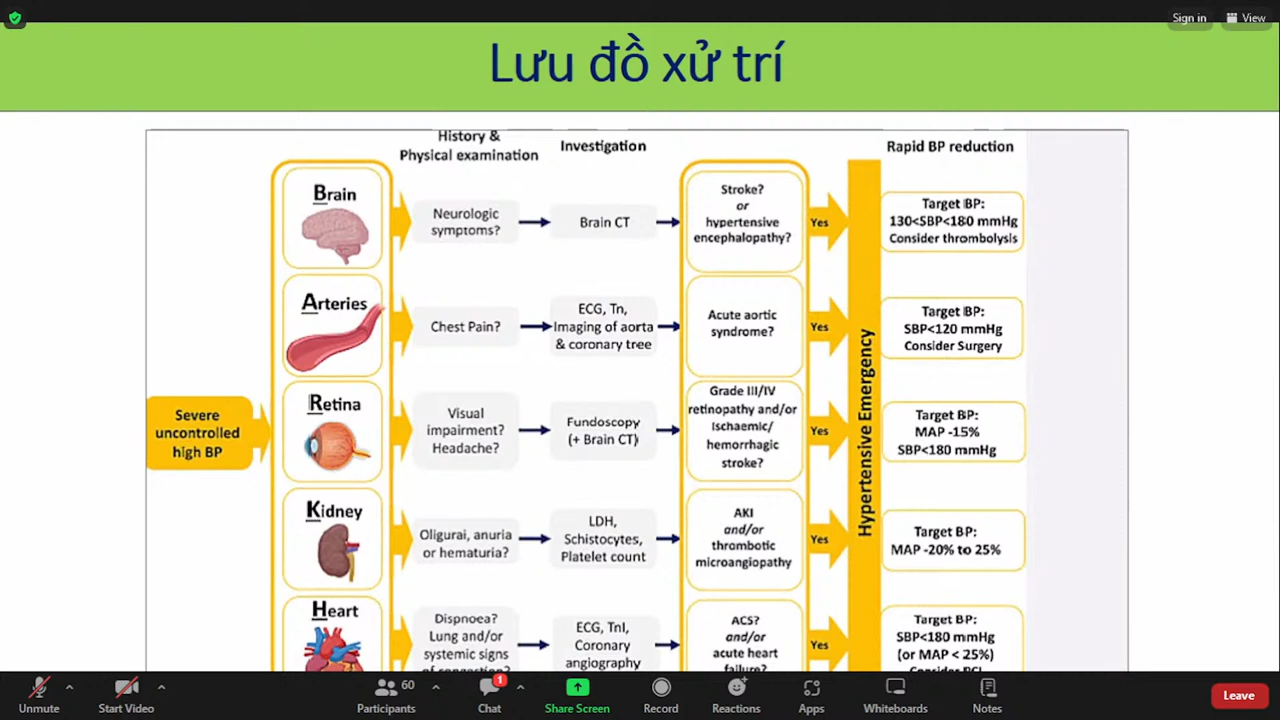 Sign in
View
Lưu đồ xử trí
History &
Physical examination
Investigation
Rapid BP reduction
Severe
uncontrolled
high BP
Brain
Neurologic
symptoms?
Brain CT
Stroke?
or
hypertensive
encephalopathy?
Yes
Target BP:
130<SBP<180 mmHg
Consider thrombolysis
Arteries
Chest Pain?
ECG, Tn,
Imaging of aorta
& coronary tree
Acute aortic
syndrome?
Yes
Target BP:
SBP<120 mmHg
Consider Surgery
Retina
Visual
impairment?
Headache?
Fundoscopy
(+ Brain CT)
Grade III/IV
retinopathy and/or
Ischaemic/
hemorrhagic
stroke?
Yes
Target BP:
MAP -15%
SBP<180 mmHg
Kidney
Oligurai, anuria
or hematuria?
LDH,
Schistocytes,
Platelet count
AKI
and/or
thrombotic
microangiopathy
Yes
Target BP:
MAP -20% to 25%
Heart
Dispnoea?
Lung and/or
systemic signs
of congestion?
ECG, TnI,
Coronary
angiography
ACS?
and/or
acute heart
failure?
Yes
Target BP:
SBP<180 mmHg
(or MAP < 25%)
Consider PCI
Hypertensive Emergency
Unmute
Start Video
60
Participants
1
Chat
Share Screen
Record
Reactions
Apps
Whiteboards
Notes
Leave